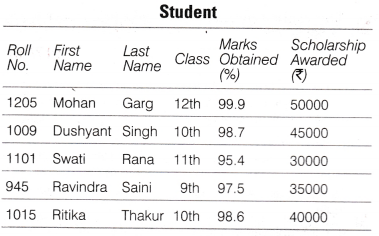 Student
Roll No. First Name Last Name Class Marks Obtained (%) Scholarship Awarded (₹)
1205 Mohan Garg 12th 99.9 50000
1009 Dushyant Singh 10th 98.7 45000
1101 Swati Rana 11th 95.4 30000
945 Ravindra Saini 9th 97.5 35000
1015 Ritika Thakur 10th 98.6 40000